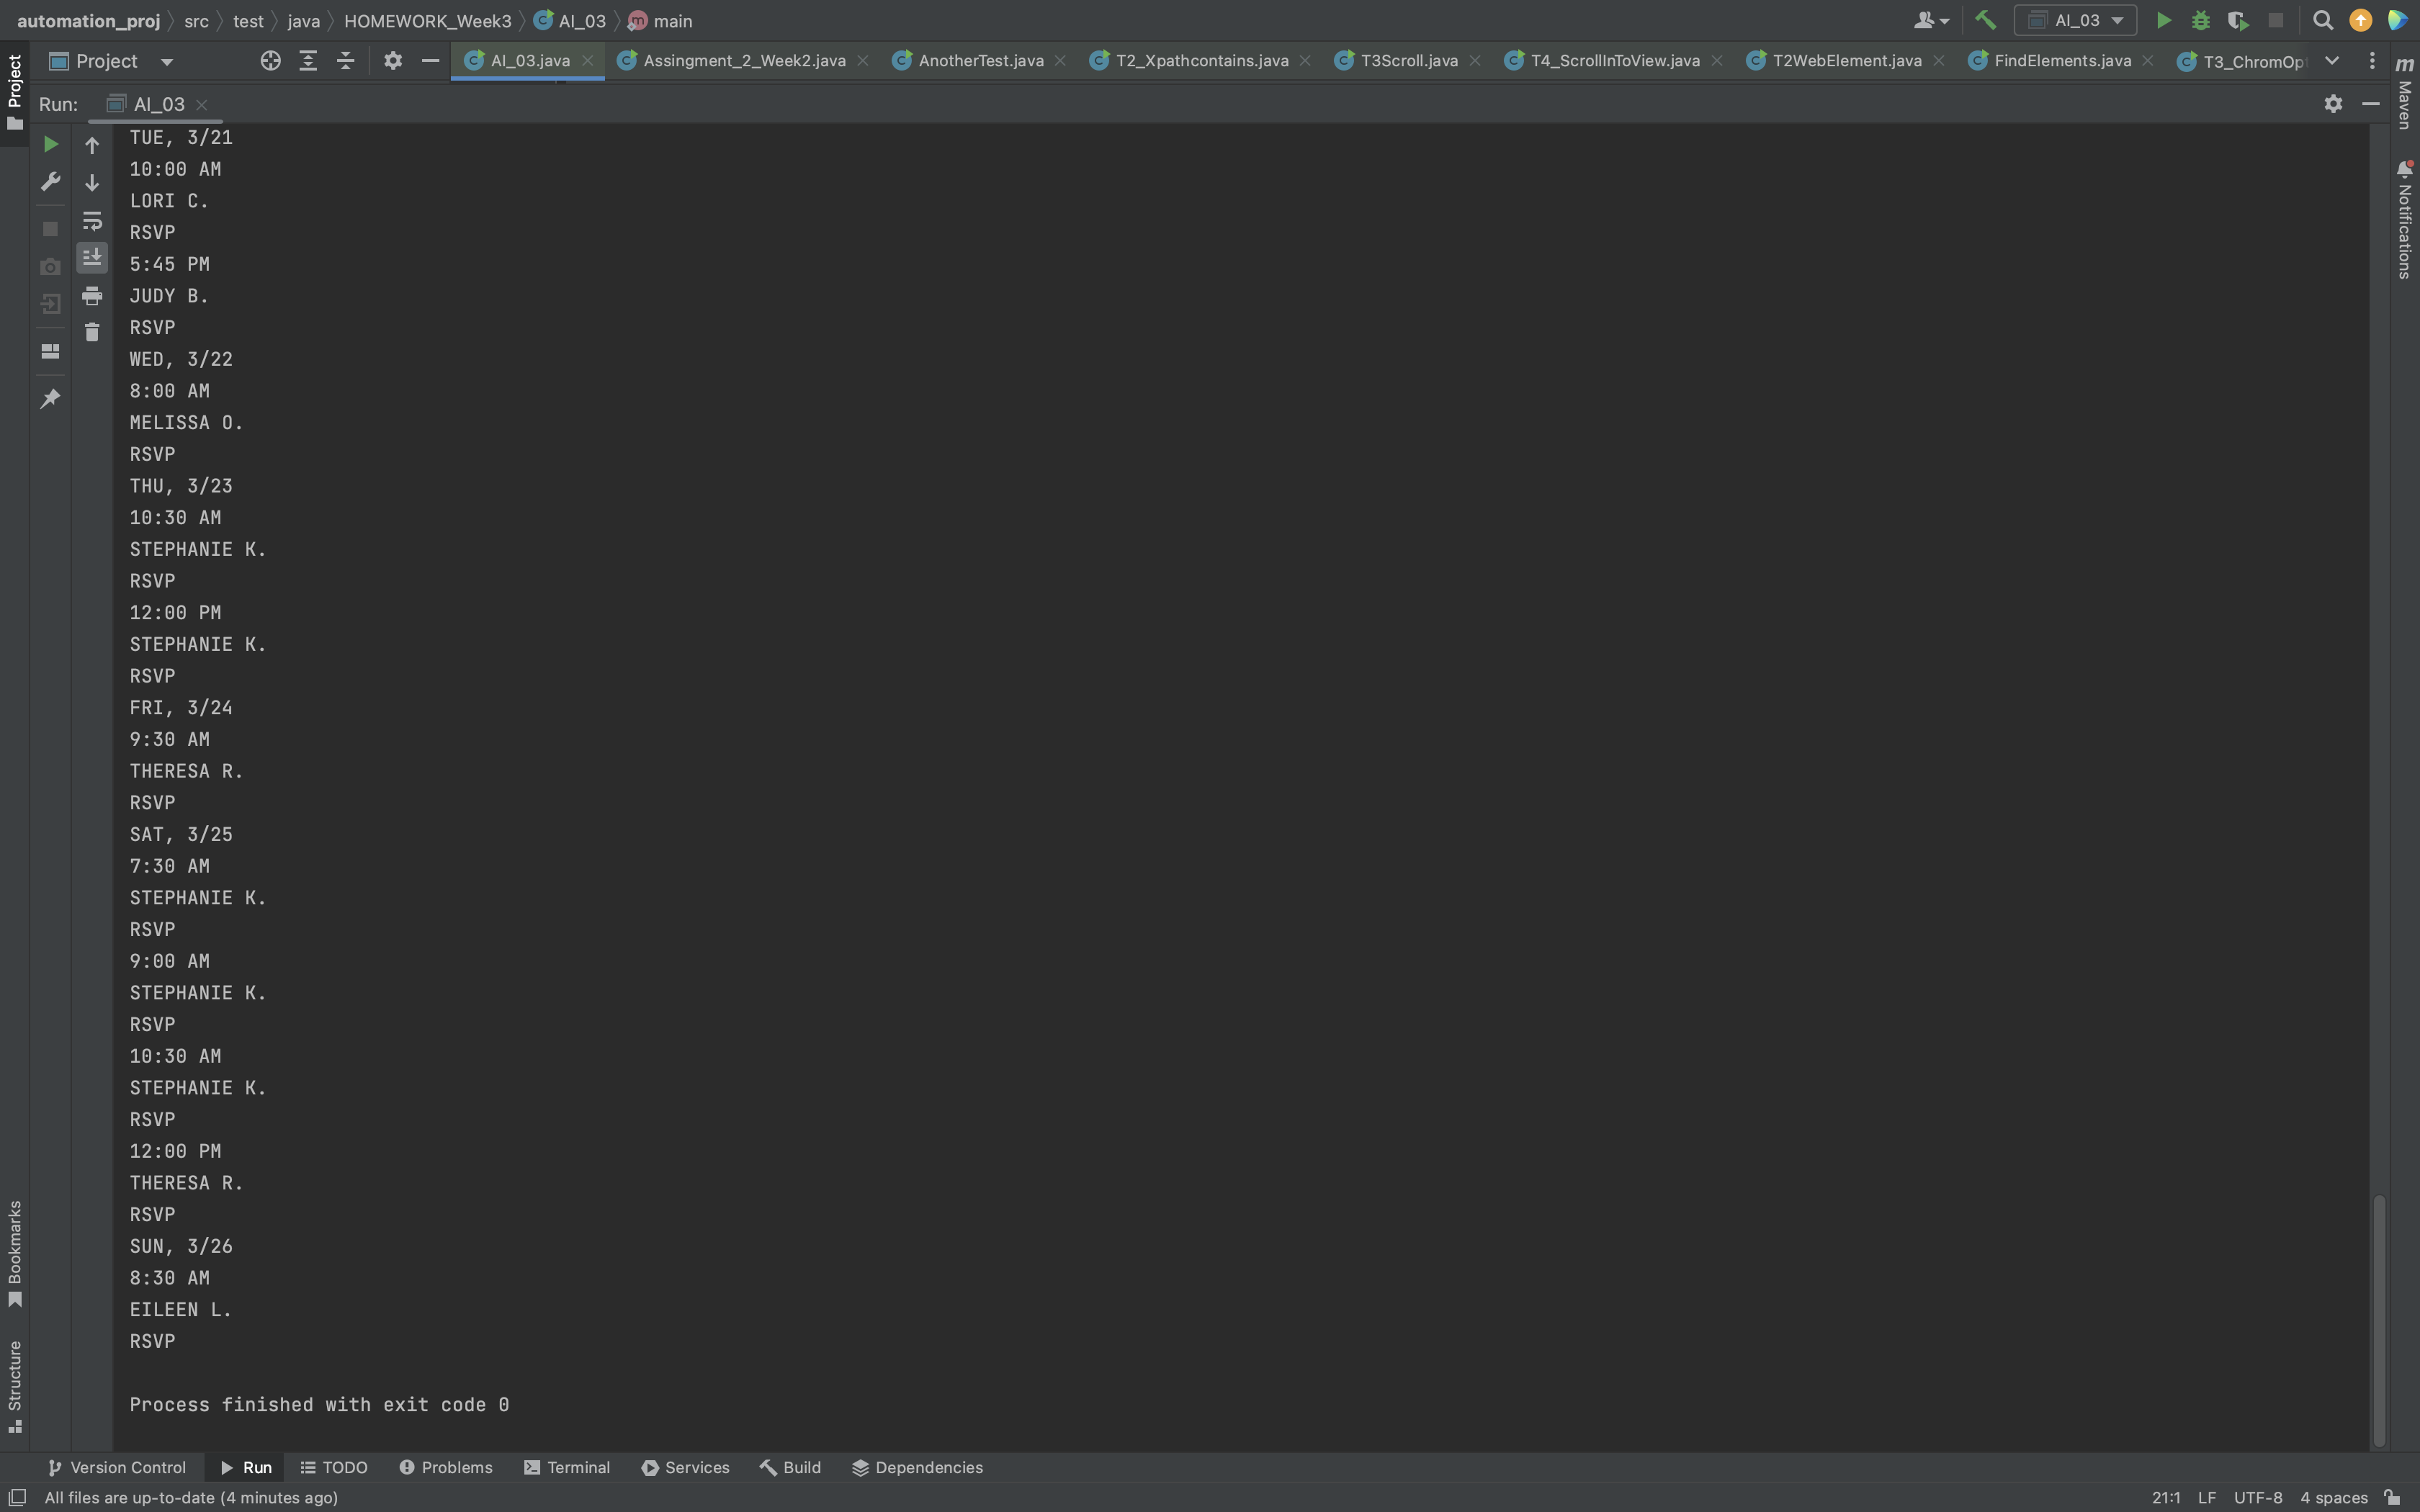 automation_proj src test java HOMEWORK_Week3 AI_03 main AI_03
Project AI_03.java Assingment_2_Week2.java AnotherTest.java T2_Xpathcontains.java T3Scroll.java T4_ScrollInToView.java T2WebElement.java FindElements.java T3_ChromOpt
Run: AI_03
TUE, 3/21
10:00 AM
LORI C.
RSVP
5:45 PM
JUDY B.
RSVP
WED, 3/22
8:00 AM
MELISSA O.
RSVP
THU, 3/23
10:30 AM
STEPHANIE K.
RSVP
12:00 PM
STEPHANIE K.
RSVP
FRI, 3/24
9:30 AM
THERESA R.
RSVP
SAT, 3/25
7:30 AM
STEPHANIE K.
RSVP
9:00 AM
STEPHANIE K.
RSVP
10:30 AM
STEPHANIE K.
RSVP
12:00 PM
THERESA R.
RSVP
SUN, 3/26
8:30 AM
EILEEN L.
RSVP
Process finished with exit code 0
Project
Bookmarks
Structure
m
Maven
Notifications
Version Control Run TODO Problems Terminal Services Build Dependencies
All files are up-to-date (4 minutes ago) 21:1 LF UTF-8 4 spaces